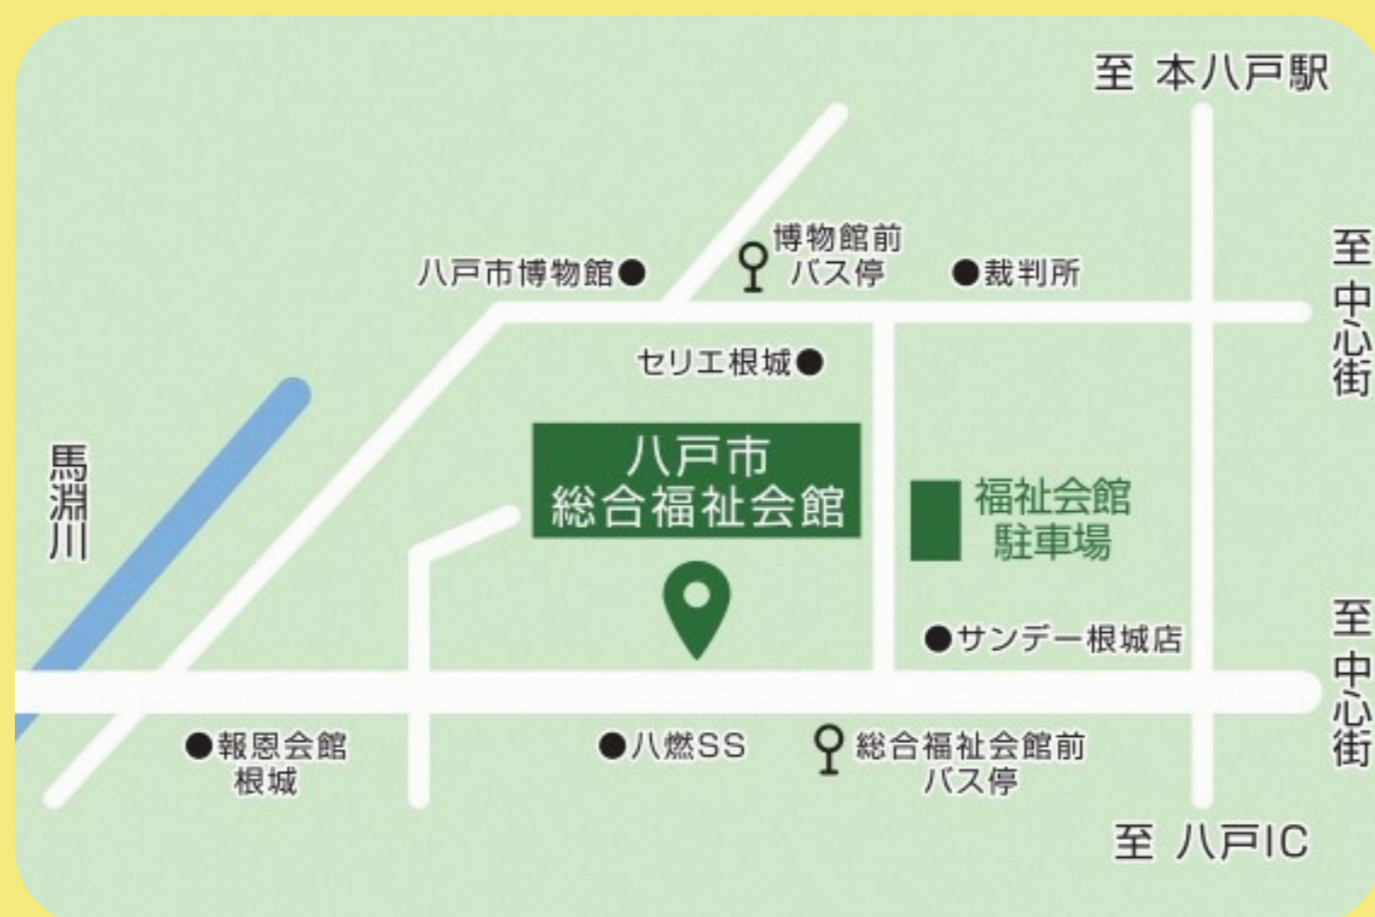 至 本八戸駅
博物館前
バス停
八戸市博物館
裁判所
至 中心街
セリエ根城
八戸市
総合福祉会館
馬淵川
福祉会館
駐車場
サンデー根城店
至 中心街
報恩会館
根城
八燃SS
総合福祉会館前
バス停
至 八戸IC